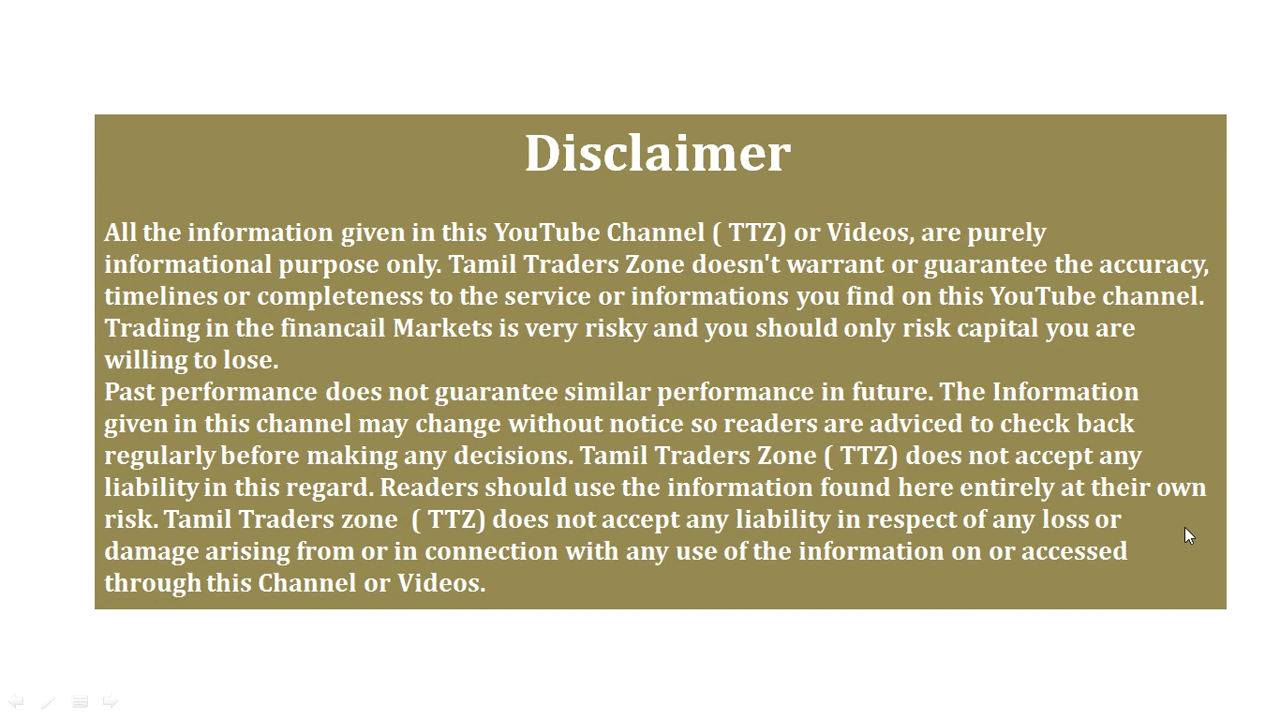 Disclaimer
All the information given in this YouTube Channel ( TTZ) or Videos, are purely
informational purpose only. Tamil Traders Zone doesn't warrant or guarantee the accuracy,
timelines or completeness to the service or informations you find on this YouTube channel.
Trading in the financail Markets is very risky and you should only risk capital you are
willing to lose.
Past performance does not guarantee similar performance in future. The Information
given in this channel may change without notice so readers are adviced to check back
regularly before making any decisions. Tamil Traders Zone ( TTZ) does not accept any
liability in this regard. Readers should use the information found here entirely at their own
risk. Tamil Traders zone  ( TTZ) does not accept any liability in respect of any loss or
damage arising from or in connection with any use of the information on or accessed
through this Channel or Videos.